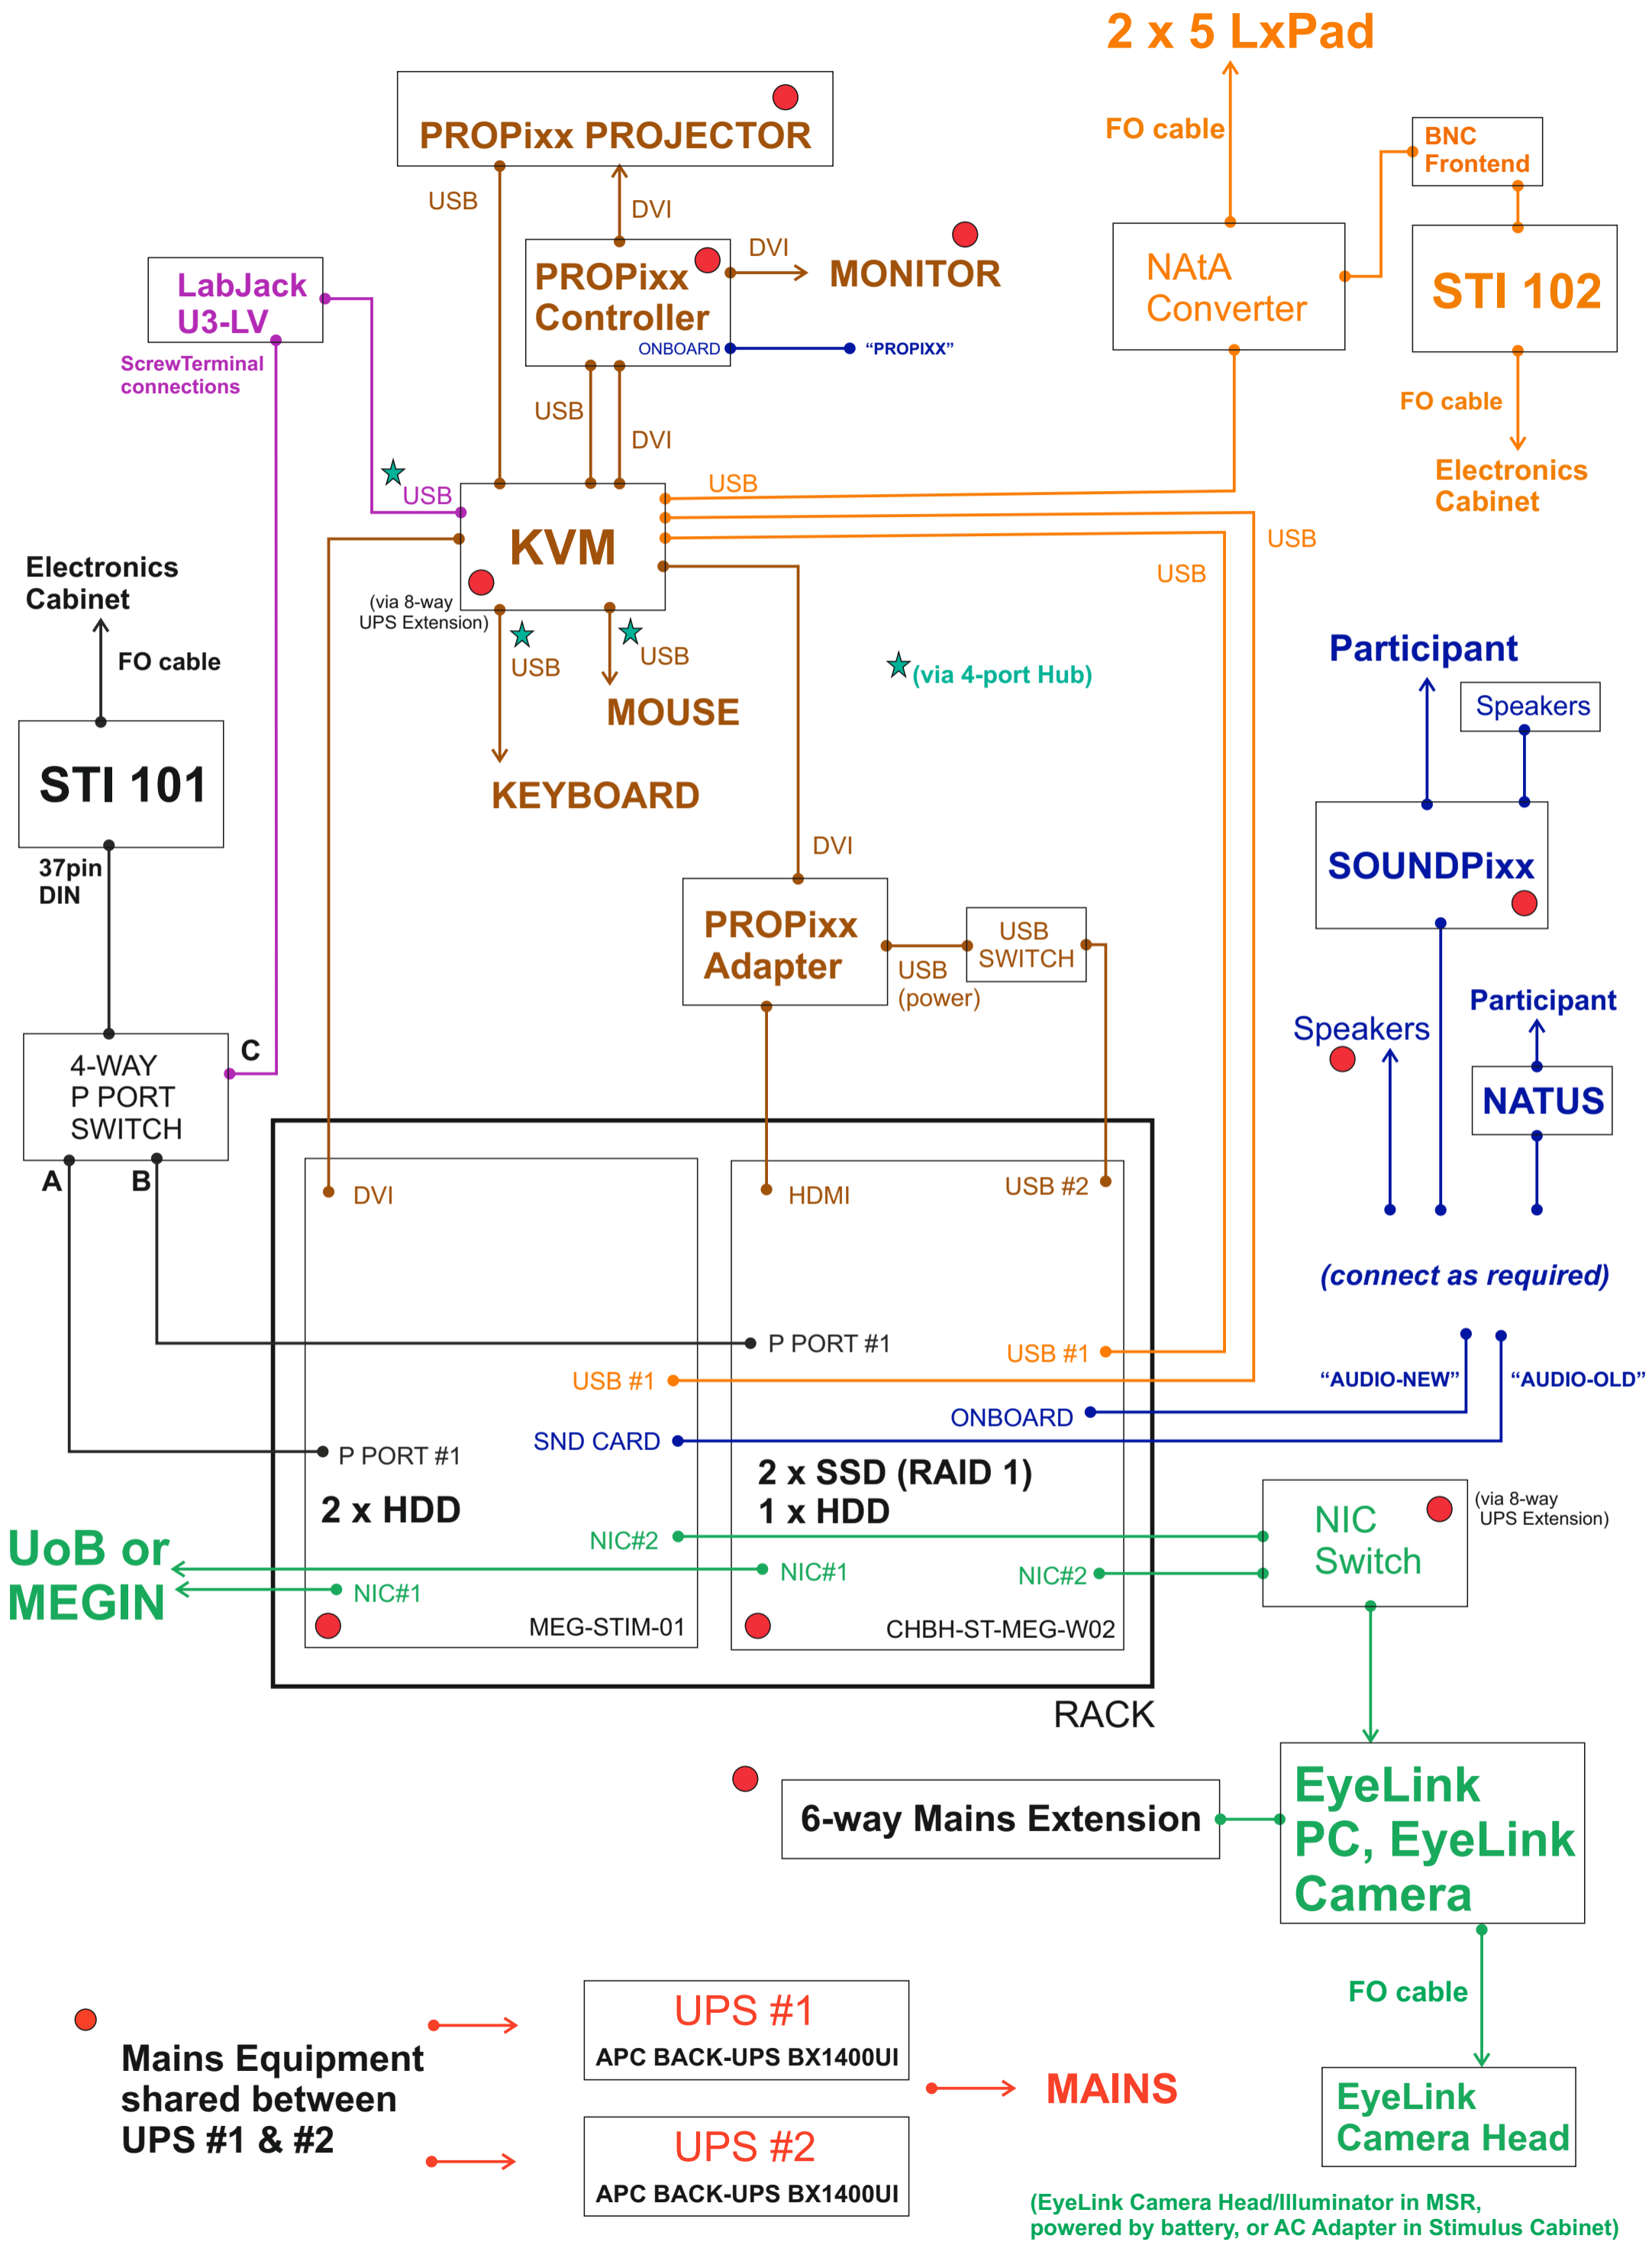 2 x 5 LxPad
FO cable
BNC
Frontend
PROPixx PROJECTOR
USB
DVI
PROPixx
Controller
ONBOARD
DVI
MONITOR
“PROPIXX”
NAtA
Converter
STI 102
FO cable
Electronics
Cabinet
LabJack
U3-LV
ScrewTerminal
connections
USB
DVI
USB
USB
USB
USB
KVM
(via 8-way
UPS Extension)
USB
USB
MOUSE
KEYBOARD
(via 4-port Hub)
Electronics
Cabinet
FO cable
STI 101
37pin
DIN
4-WAY
P PORT
SWITCH
C
A
B
DVI
PROPixx
Adapter
USB
(power)
USB
SWITCH
Participant
Speakers
SOUNDPixx
Speakers
Participant
NATUS
(connect as required)
“AUDIO-NEW”
“AUDIO-OLD”
DVI
HDMI
USB #2
P PORT #1
USB #1
USB #1
ONBOARD
SND CARD
P PORT #1
2 x HDD
2 x SSD (RAID 1)
1 x HDD
NIC#2
NIC#1
NIC#2
NIC#1
MEG-STIM-01
CHBH-ST-MEG-W02
RACK
UoB or
MEGIN
NIC
Switch
(via 8-way
UPS Extension)
6-way Mains Extension
EyeLink
PC, EyeLink
Camera
FO cable
EyeLink
Camera Head
(EyeLink Camera Head/Illuminator in MSR,
powered by battery, or AC Adapter in Stimulus Cabinet)
Mains Equipment
shared between
UPS #1 & #2
UPS #1
APC BACK-UPS BX1400UI
UPS #2
APC BACK-UPS BX1400UI
MAINS